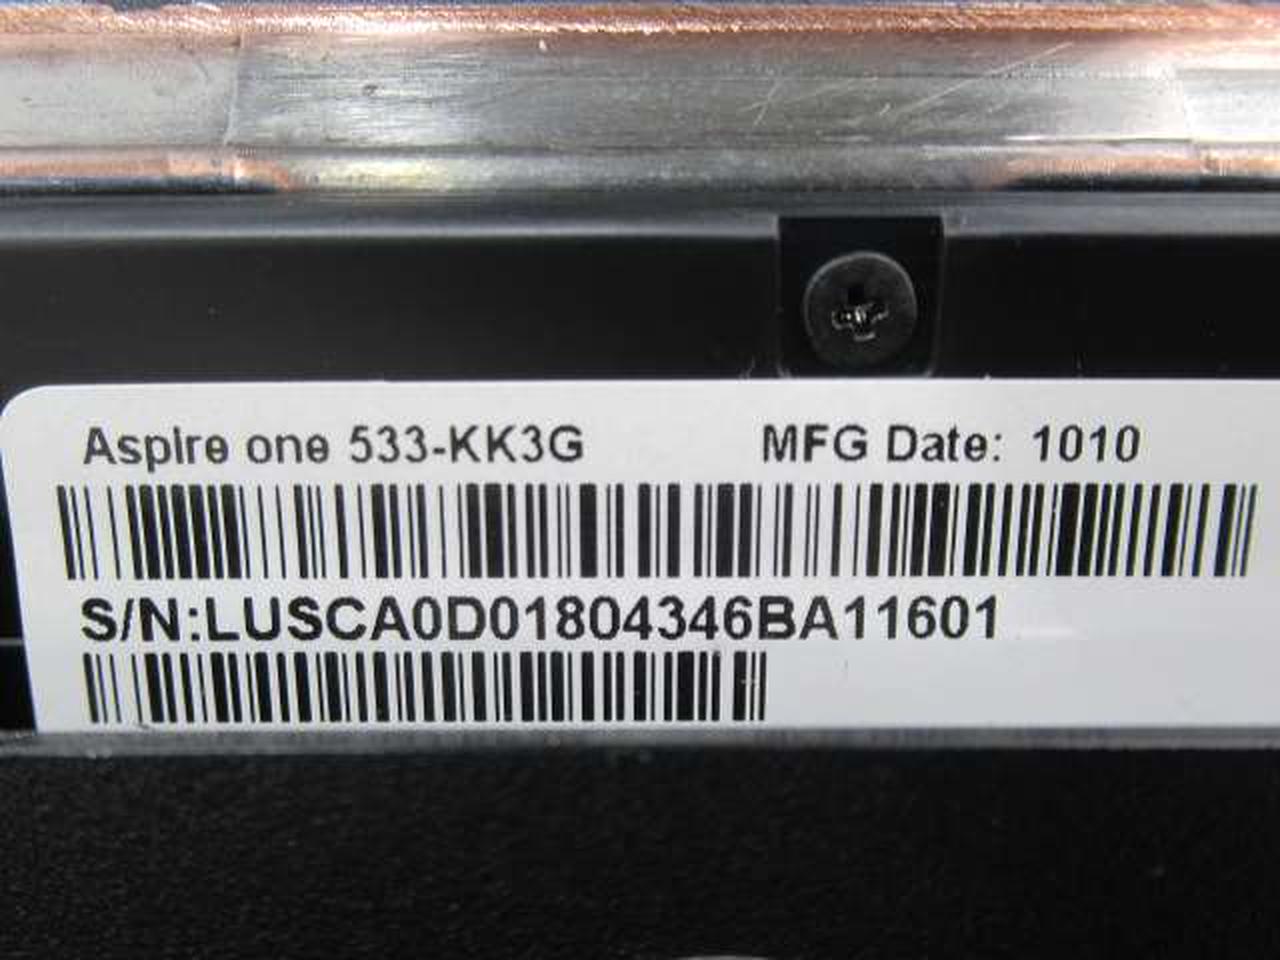 Aspire one 533-KK3G MFG Date: 1010
S/N:LUSCA0D01804346BA11601